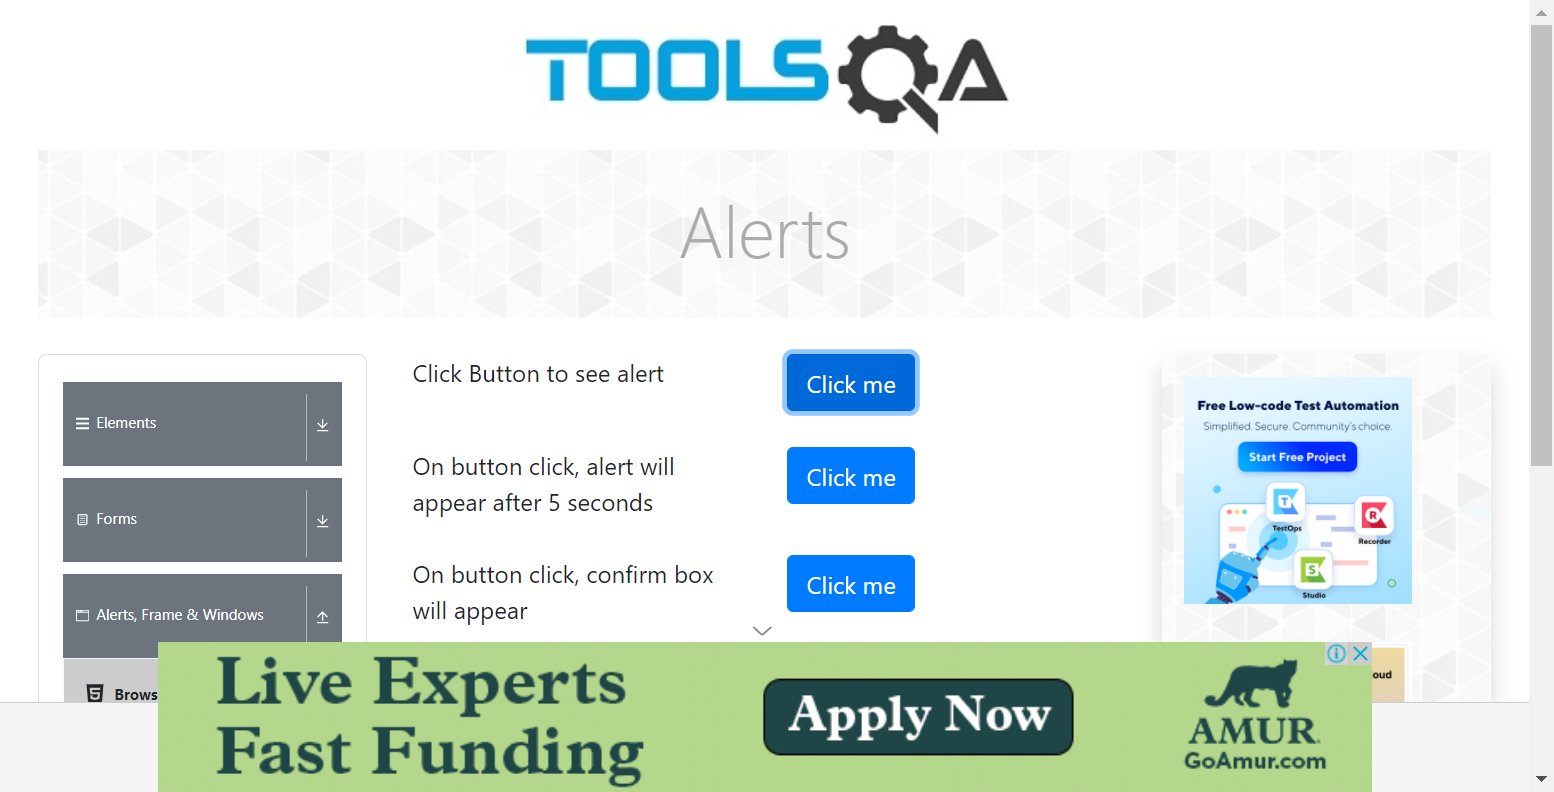 TOOLSQA
Alerts
Elements
Forms
Alerts, Frame & Windows
Brows
Click Button to see alert
Click me
On button click, alert will
appear after 5 seconds
Click me
On button click, confirm box
will appear
Click me
Free Low-code Test Automation
Simplified. Secure. Community's choice.
Start Free Project
TestOps
Recorder
Studio
oud
Live Experts
Fast Funding
Apply Now
AMUR
GoAmur.com